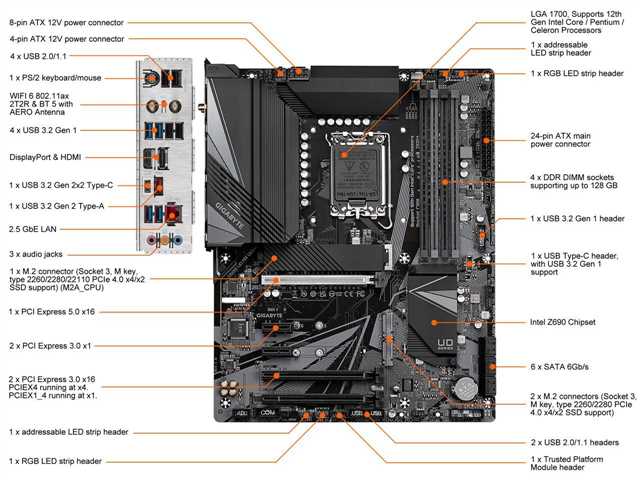 8-pin ATX 12V power connector
4-pin ATX 12V power connector
4 x USB 2.0/1.1
1 x PS/2 keyboard/mouse
WIFI 6 802.11ax
2T2R & BT 5 with
AERO Antenna
4 x USB 3.2 Gen 1
DisplayPort & HDMI
1 x USB 3.2 Gen 2x2 Type-C
1 x USB 3.2 Gen 2 Type-A
2.5 GbE LAN
3 x audio jacks
1 x M.2 connector (Socket 3, M key,
type 2260/2280/22110 PCIe 4.0 x4/x2
SSD support) (M2A_CPU)
1 x PCI Express 5.0 x16
2 x PCI Express 3.0 x1
2 x PCI Express 3.0 x16
PCIEX4 running at x4.
PCIEX1_4 running at x1.
1 x addressable LED strip header
1 x RGB LED strip header
LGA 1700, Supports 12th
Gen Intel Core / Pentium /
Celeron Processors
1 x addressable
LED strip header
1 x RGB LED strip header
24-pin ATX main
power connector
4 x DDR DIMM sockets
supporting up to 128 GB
1 x USB 3.2 Gen 1 header
1 x USB Type-C header,
with USB 3.2 Gen 1
support
Intel Z690 Chipset
6 x SATA 6Gb/s
2 x M.2 connectors (Socket 3,
M key, type 2260/2280 PCIe
4.0 x4/x2 SSD support)
2 x USB 2.0/1.1 headers
1 x Trusted Platform
Module header
GIGABYTE
GIGABYTE
UD
SERIES
COM
USB
USB